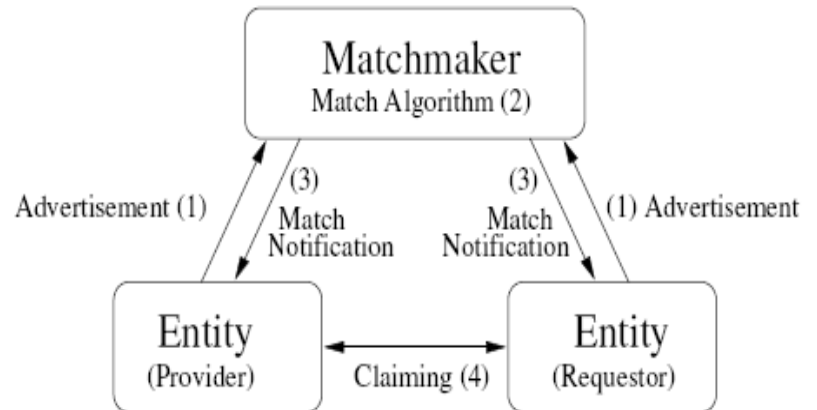 Matchmaker
Match Algorithm (2)
Advertisement (1)
(3)
Match
Notification
(3)
Match
Notification
(1) Advertisement
Entity
(Provider)
Claiming (4)
Entity
(Requestor)